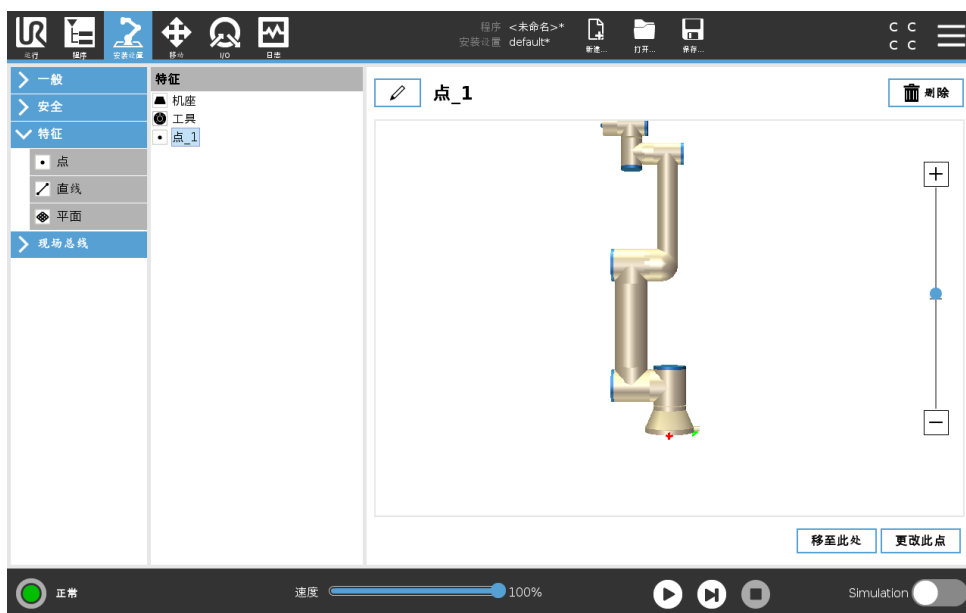 UR
运行
程序
安装设置
移动
I/O
日志
程序 <未命名>*
安装设置 default*
新建...
打开...
保存...
C C
C C
一般
安全
特征
点
直线
平面
现场总线
特征
机座
工具
点_1
点_1
删除
+
−
移至此处
更改此点
正常
速度
100%
Simulation